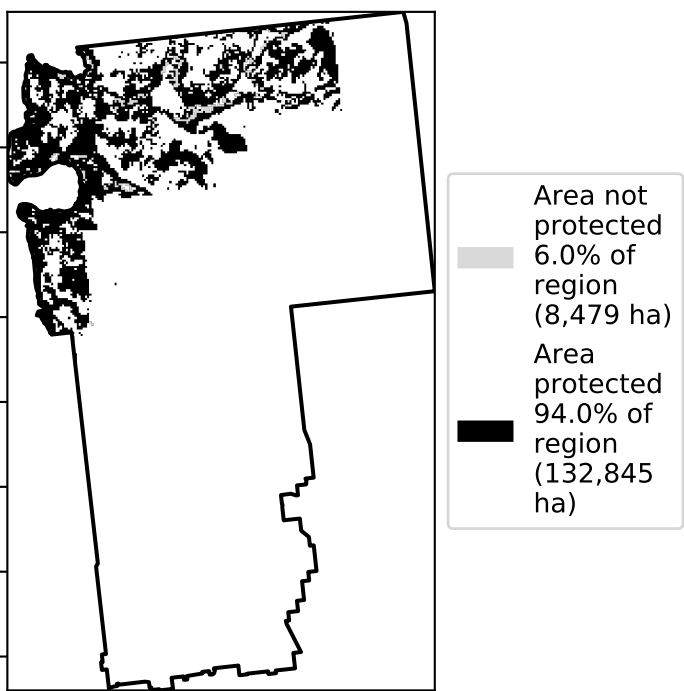 Area not
protected
6.0% of
region
(8,479 ha)
Area
protected
94.0% of
region
(132,845
ha)